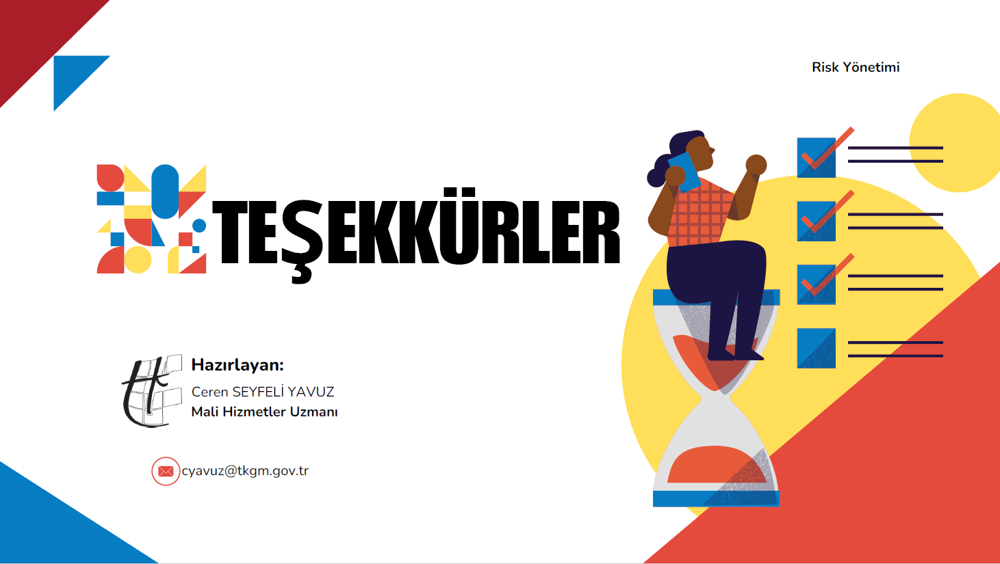 Risk Yönetimi
TEŞEKKÜRLER
Hazırlayan:
Ceren SEYFELİ YAVUZ
Mali Hizmetler Uzmanı
cyavuz@tkgm.gov.tr